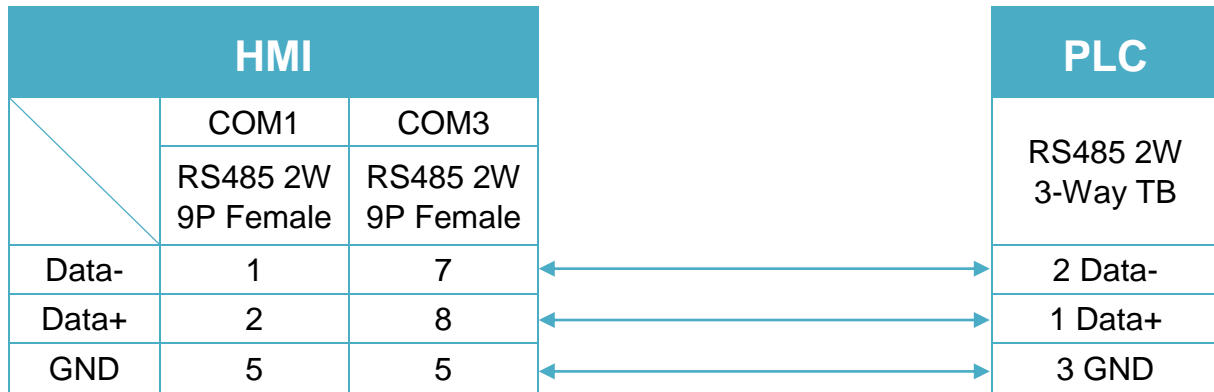 HMI
PLC
COM1 COM3
RS485 2W RS485 2W
9P Female 9P Female
RS485 2W
3-Way TB
Data- 1 7 2 Data-
Data+ 2 8 1 Data+
GND 5 5 3 GND